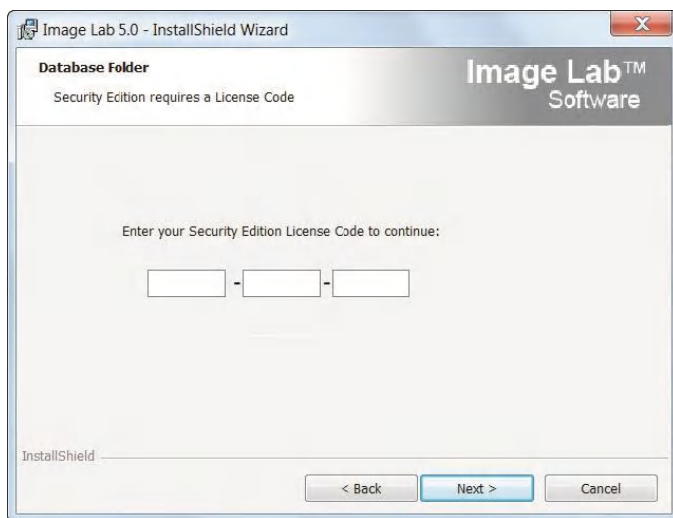 Image Lab 5.0 - InstallShield Wizard
X
Database Folder
Security Edition requires a License Code
Image Lab™
Software
Enter your Security Edition License Code to continue:
- -
InstallShield
< Back Next > Cancel